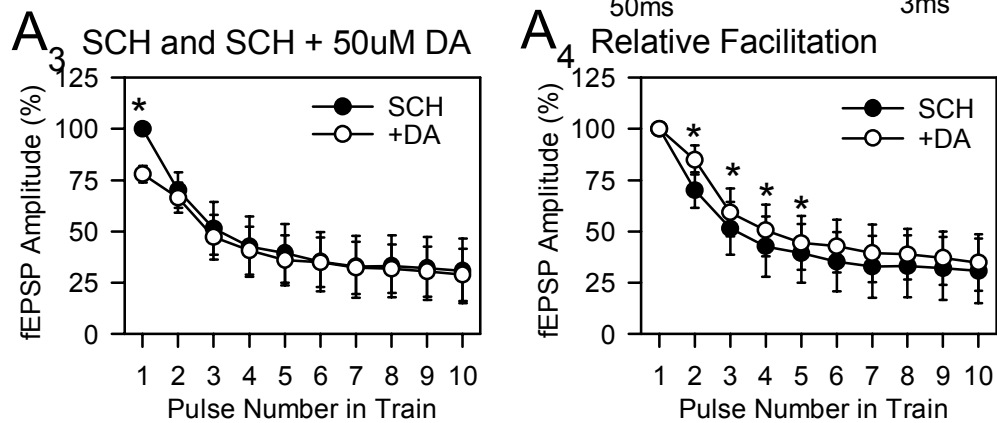 50ms 3ms
A3 SCH and SCH + 50uM DA
A4 Relative Facilitation
fEPSP Amplitude (%)
125
100
75
50
25
0
*
SCH
+DA
1 2 3 4 5 6 7 8 9 10
Pulse Number in Train
fEPSP Amplitude (%)
125
100
75
50
25
0
* * * *
SCH
+DA
1 2 3 4 5 6 7 8 9 10
Pulse Number in Train